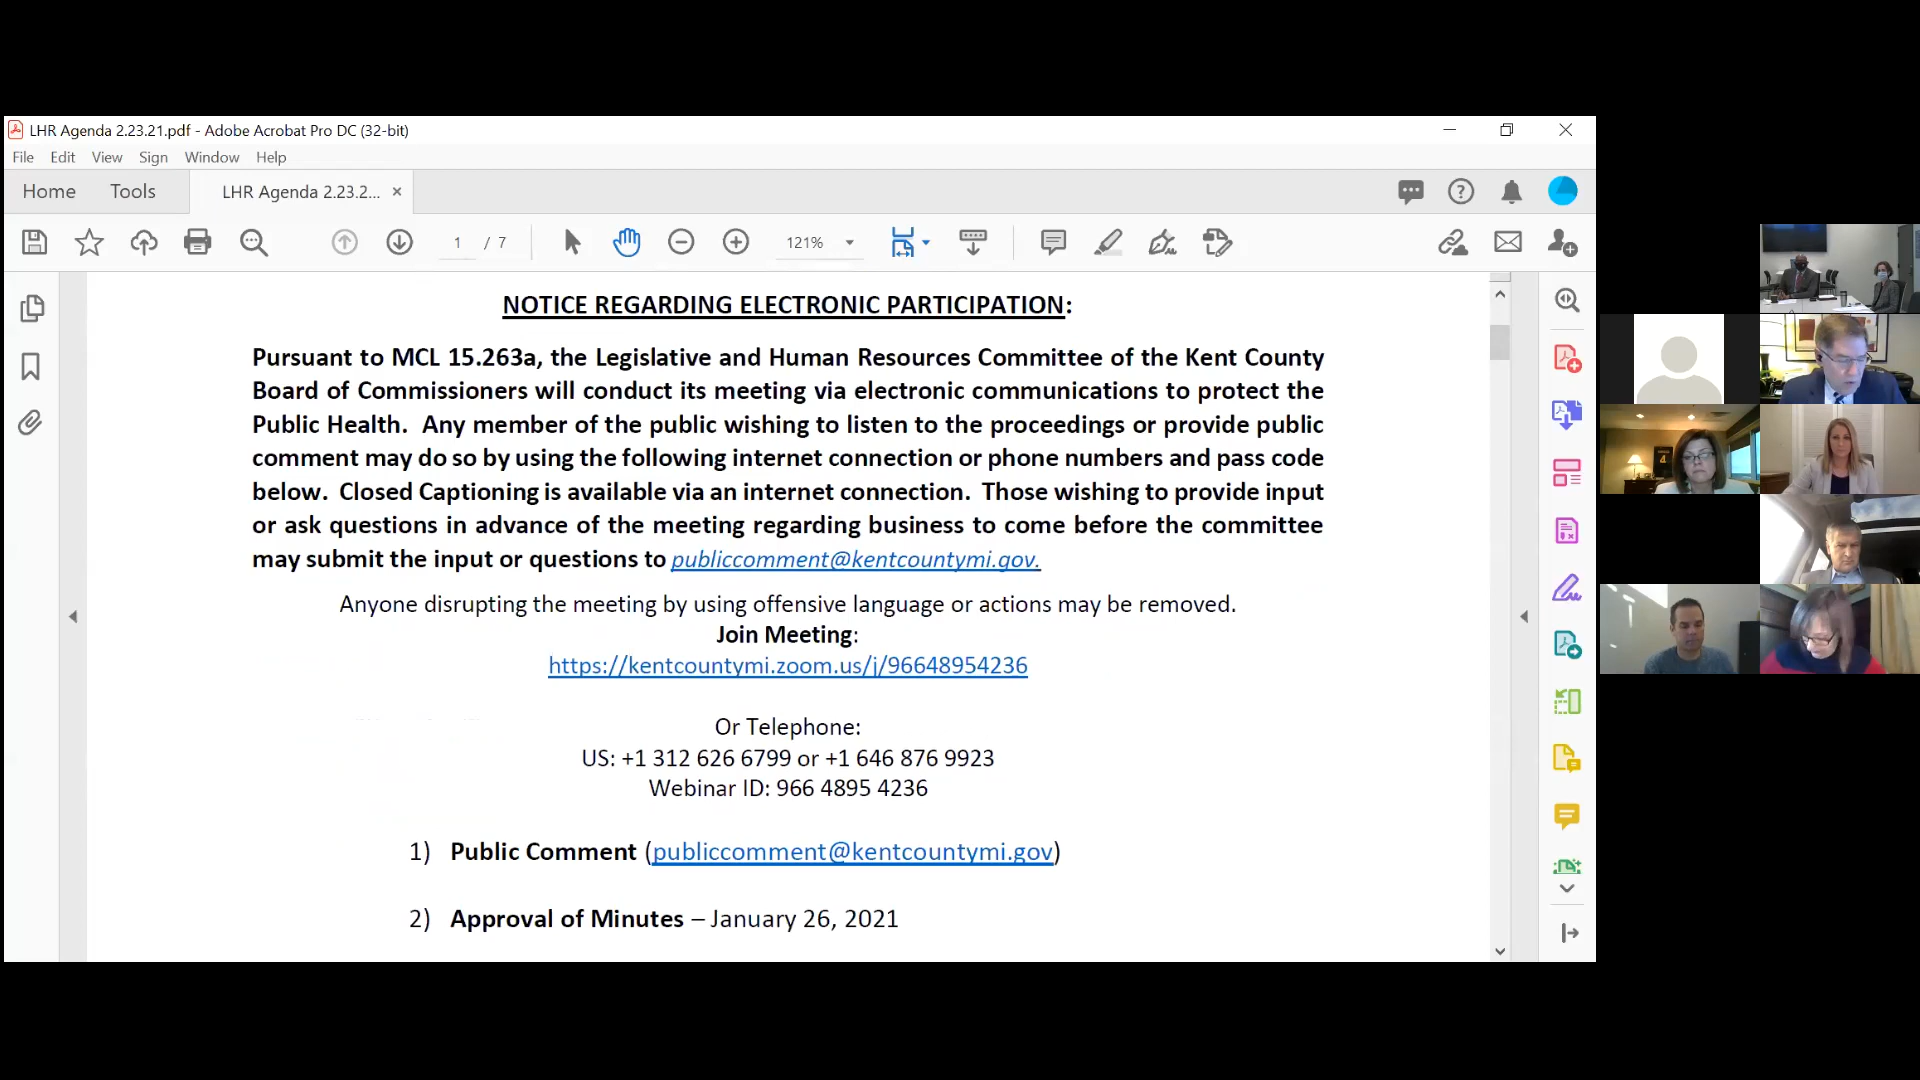 LHR Agenda 2.23.21.pdf - Adobe Acrobat Pro DC (32-bit)
File Edit View Sign Window Help
Home Tools LHR Agenda 2.23.2... ×
1 / 7 121%
NOTICE REGARDING ELECTRONIC PARTICIPATION:
Pursuant to MCL 15.263a, the Legislative and Human Resources Committee of the Kent County
Board of Commissioners will conduct its meeting via electronic communications to protect the
Public Health. Any member of the public wishing to listen to the proceedings or provide public
comment may do so by using the following internet connection or phone numbers and pass code
below. Closed Captioning is available via an internet connection. Those wishing to provide input
or ask questions in advance of the meeting regarding business to come before the committee
may submit the input or questions to publiccomment@kentcountymi.gov.
Anyone disrupting the meeting by using offensive language or actions may be removed.
Join Meeting:
https://kentcountymi.zoom.us/j/96648954236
Or Telephone:
US: +1 312 626 6799 or +1 646 876 9923
Webinar ID: 966 4895 4236
1) Public Comment (publiccomment@kentcountymi.gov)
2) Approval of Minutes – January 26, 2021